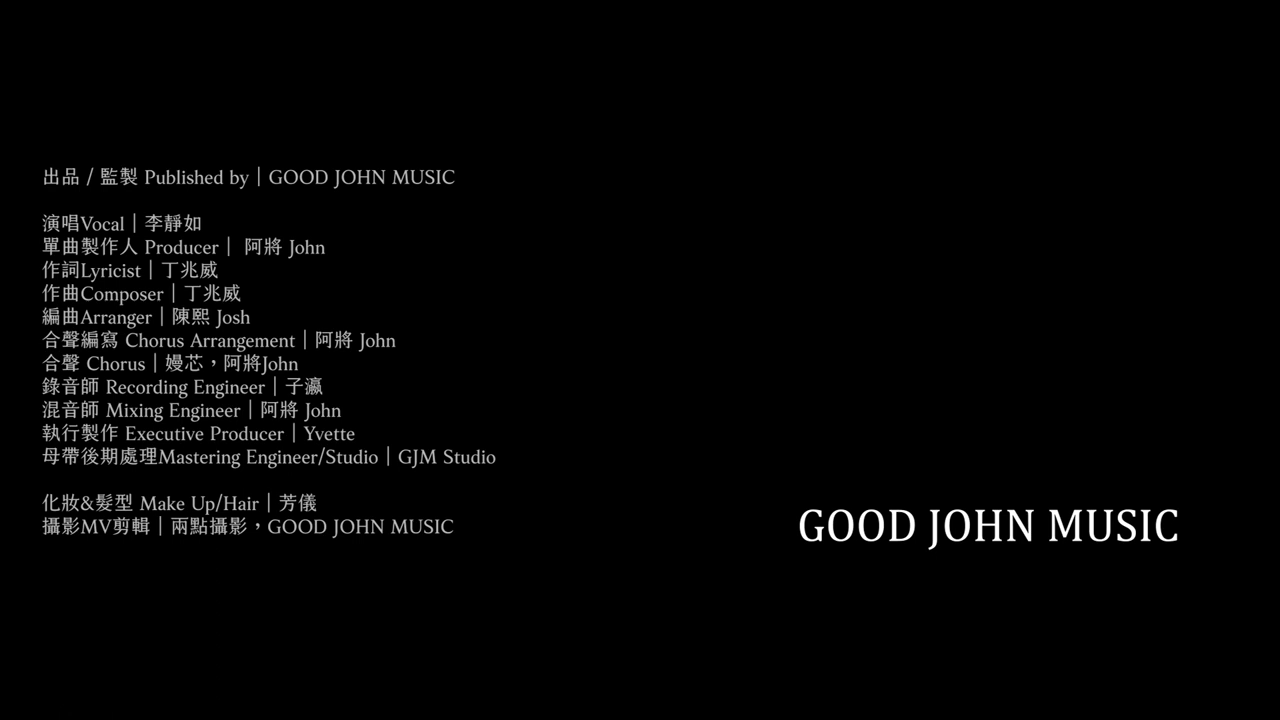 出品 / 監製 Published by｜GOOD JOHN MUSIC
演唱Vocal｜李靜如
單曲製作人 Producer｜ 阿將 John
作詞Lyricist｜丁兆威
作曲Composer｜丁兆威
編曲Arranger｜陳熙 Josh
合聲編寫 Chorus Arrangement｜阿將 John
合聲 Chorus｜嫚芯，阿將John
錄音師 Recording Engineer｜子瀛
混音師 Mixing Engineer｜阿將 John
執行製作 Executive Producer｜Yvette
母帶後期處理Mastering Engineer/Studio｜GJM Studio
化妝&髮型 Make Up/Hair｜芳儀
攝影MV剪輯｜兩點攝影，GOOD JOHN MUSIC
GOOD JOHN MUSIC